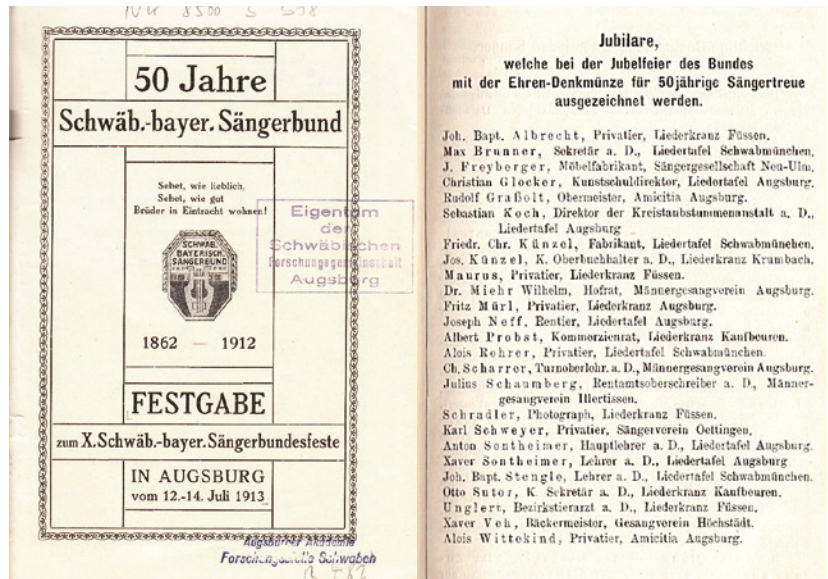 IVK 8500 S 598
50 Jahre
Schwäb.-bayer. Sängerbund
Sehet, wie lieblich,
Sehet, wie gut
Brüder in Eintracht wohnen!
SCHWÄB.
BAYERISCH.
SÄNGERBUND
1862 — 1912
Eigentum
der
Schwäbischen
Forschungsgemeinschaft
Augsburg
FESTGABE
zum X. Schwäb.-bayer. Sängerbundesfeste
IN AUGSBURG
vom 12.-14. Juli 1913
Augsburger Akademie
Forschungsstelle Schwaben
Jubilare,
welche bei der Jubelfeier des Bundes
mit der Ehren-Denkmünze für 50jährige Sängertreue
ausgezeichnet werden.
Joh. Bapt. Albrecht, Privatier, Liederkranz Füssen.
Max Brunner, Sekretär a. D., Liedertafel Schwabmünchen.
J. Freyberger, Möbelfabrikant, Sängergesellschaft Neu-Ulm.
Christian Glocker, Kunstschuldirektor, Liedertafel Augsburg.
Rudolf Graßolt, Obermeister, Amicitia Augsburg.
Sebastian Koch, Direktor der Kreistaubstummenanstalt a. D.,
Liedertafel Augsburg
Friedr. Chr. Künzel, Fabrikant, Liedertafel Schwabmünchen.
Jos. Künzel, K. Oberbuchhalter a. D., Liederkranz Krumbach.
Maurus, Privatier, Liederkranz Füssen.
Dr. Miehr Wilhelm, Hofrat, Männergesangverein Augsburg.
Fritz Mürl, Privatier, Liederkranz Augsburg.
Joseph Neff, Rentier, Liedertafel Augsburg.
Albert Probst, Kommerzienrat, Liederkranz Kaufbeuren.
Alois Rohrer, Privatier, Liedertafel Schwabmünchen.
Ch. Scharrer, Turnoberlehr. a. D., Männergesangverein Augsburg.
Julius Schaumberg, Rentamtsoberschreiber a. D., Männer-
gesangverein Illertissen.
Schradler, Photograph, Liederkranz Füssen.
Karl Schweyer, Privatier, Sängerverein Oettingen.
Anton Sontheimer, Hauptlehrer a. D., Liedertafel Augsburg.
Xaver Sontheimer, Lehrer a. D., Liedertafel Augsburg
Joh. Bapt. Stengle, Lehrer a. D., Liedertafel Schwabmünchen.
Otto Sutor, K. Sekretär a. D., Liederkranz Kaufbeuren.
Unglert, Bezirkstierarzt a. D., Liederkranz Füssen.
Xaver Veh, Bäckermeister, Gesangverein Höchstädt.
Alois Wittekind, Privatier, Amicitia Augsburg.